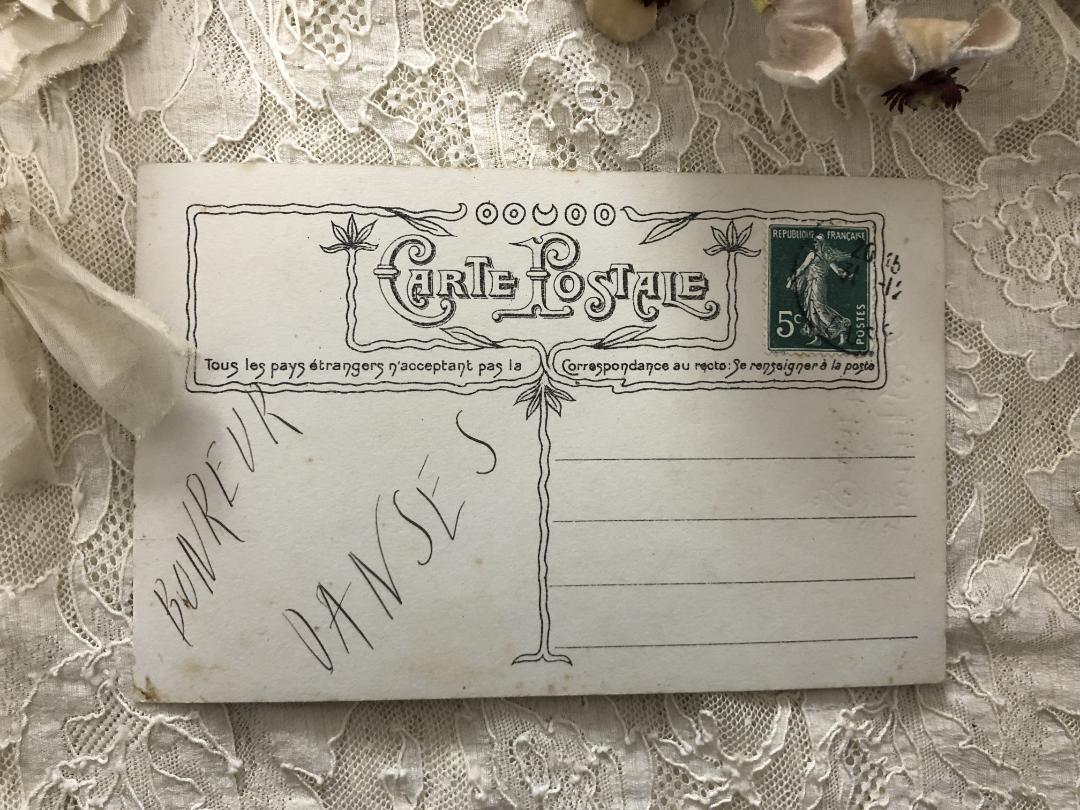 CARTE POSTALE
REPUBLIQUE FRANÇAISE
5c
POSTES
Tous les pays étrangers n'acceptant pas la Correspondance au recto: Se renseigner à la poste
BONREUR
DANSES